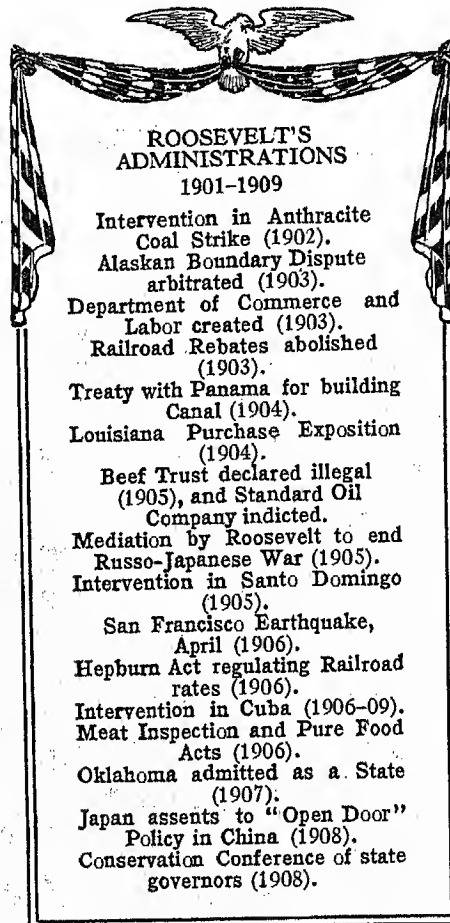 ROOSEVELT'S
ADMINISTRATIONS
1901–1909
Intervention in Anthracite
Coal Strike (1902).
Alaskan Boundary Dispute
arbitrated (1903).
Department of Commerce and
Labor created (1903).
Railroad Rebates abolished
(1903).
Treaty with Panama for building
Canal (1904).
Louisiana Purchase Exposition
(1904).
Beef Trust declared illegal
(1905), and Standard Oil
Company indicted.
Mediation by Roosevelt to end
Russo-Japanese War (1905).
Intervention in Santo Domingo
(1905).
San Francisco Earthquake,
April (1906).
Hepburn Act regulating Railroad
rates (1906).
Intervention in Cuba (1906–09).
Meat Inspection and Pure Food
Acts (1906).
Oklahoma admitted as a State
(1907).
Japan assents to "Open Door"
Policy in China (1908).
Conservation Conference of state
governors (1908).